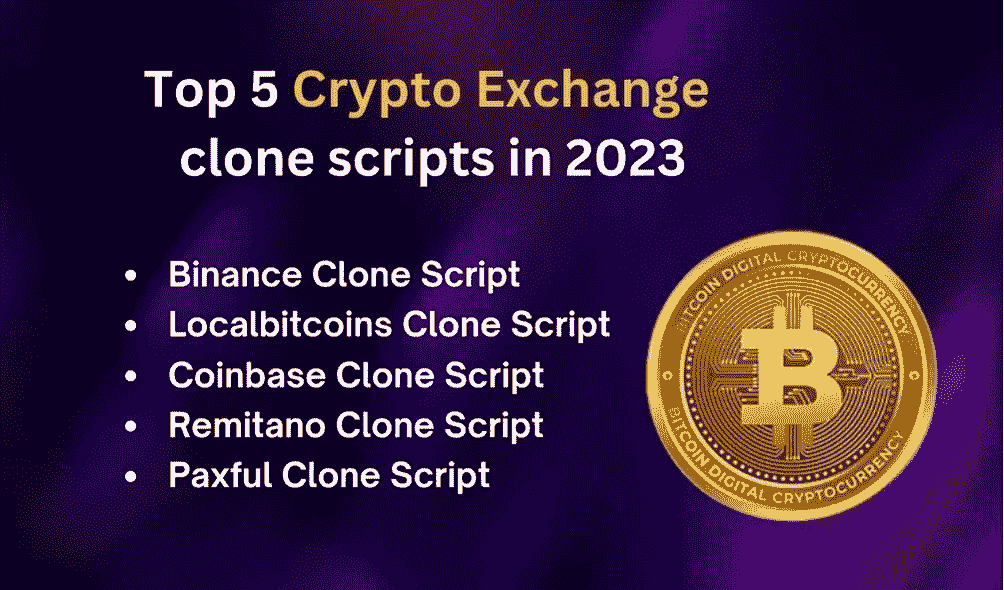 Top 5 Crypto Exchange
clone scripts in 2023
• Binance Clone Script
• Localbitcoins Clone Script
• Coinbase Clone Script
• Remitano Clone Script
• Paxful Clone Script
BITCOIN DIGITAL CRYPTOCURRENCY
BITCOIN DIGITAL CRYPTOCURRENCY